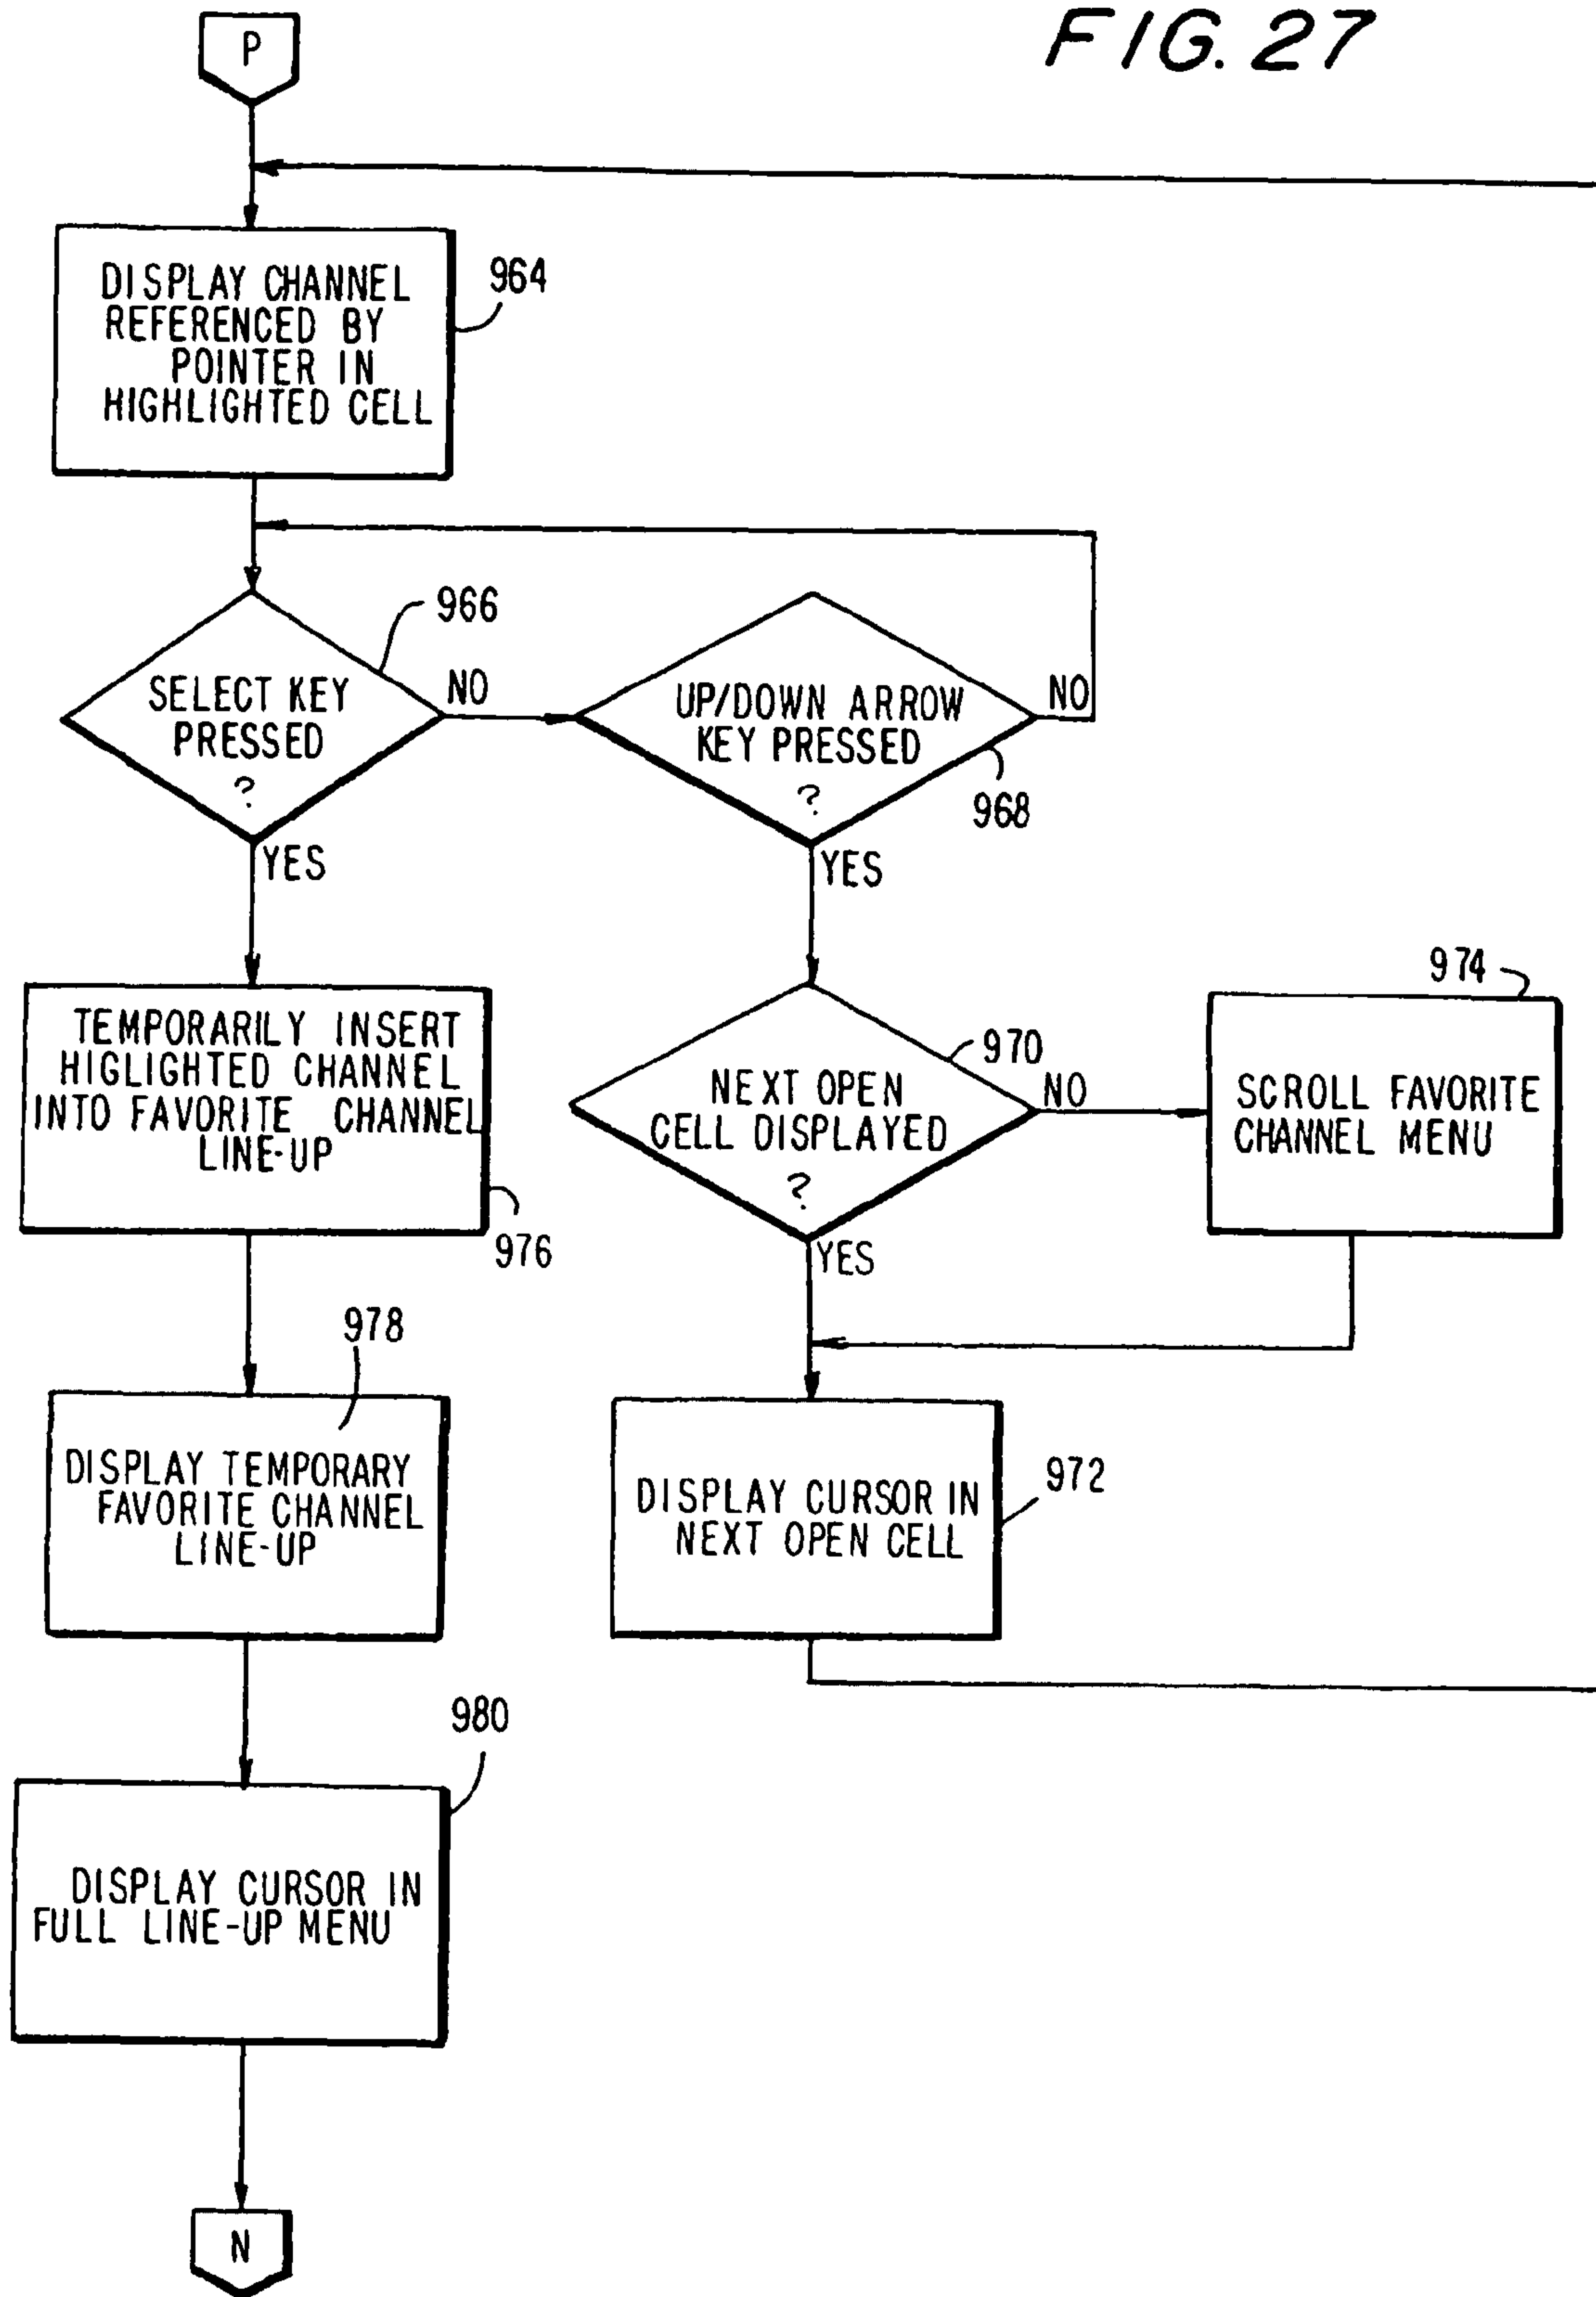 FIG. 27
P
DISPLAY CHANNEL
REFERENCED BY
POINTER IN
HIGHLIGHTED CELL
964
966
SELECT KEY
PRESSED
?
NO
YES
UP/DOWN ARROW
KEY PRESSED
?
NO
968
YES
TEMPORARILY INSERT
HIGLIGHTED CHANNEL
INTO FAVORITE CHANNEL
LINE-UP
976
970
NEXT OPEN
CELL DISPLAYED
?
NO
YES
974
SCROLL FAVORITE
CHANNEL MENU
978
DISPLAY TEMPORARY
FAVORITE CHANNEL
LINE-UP
DISPLAY CURSOR IN
NEXT OPEN CELL
972
980
DISPLAY CURSOR IN
FULL LINE-UP MENU
N